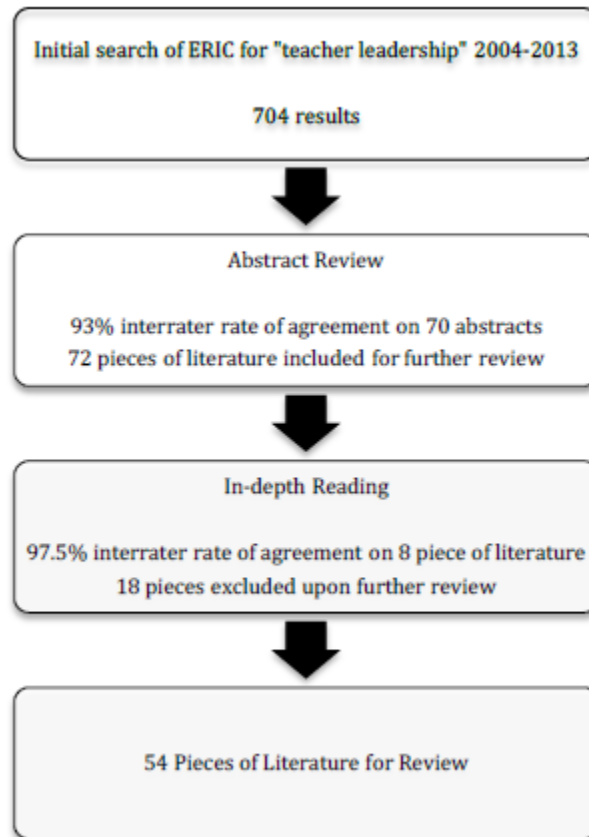 Initial search of ERIC for "teacher leadership" 2004-2013
704 results
Abstract Review
93% interrater rate of agreement on 70 abstracts
72 pieces of literature included for further review
In-depth Reading
97.5% interrater rate of agreement on 8 piece of literature
18 pieces excluded upon further review
54 Pieces of Literature for Review